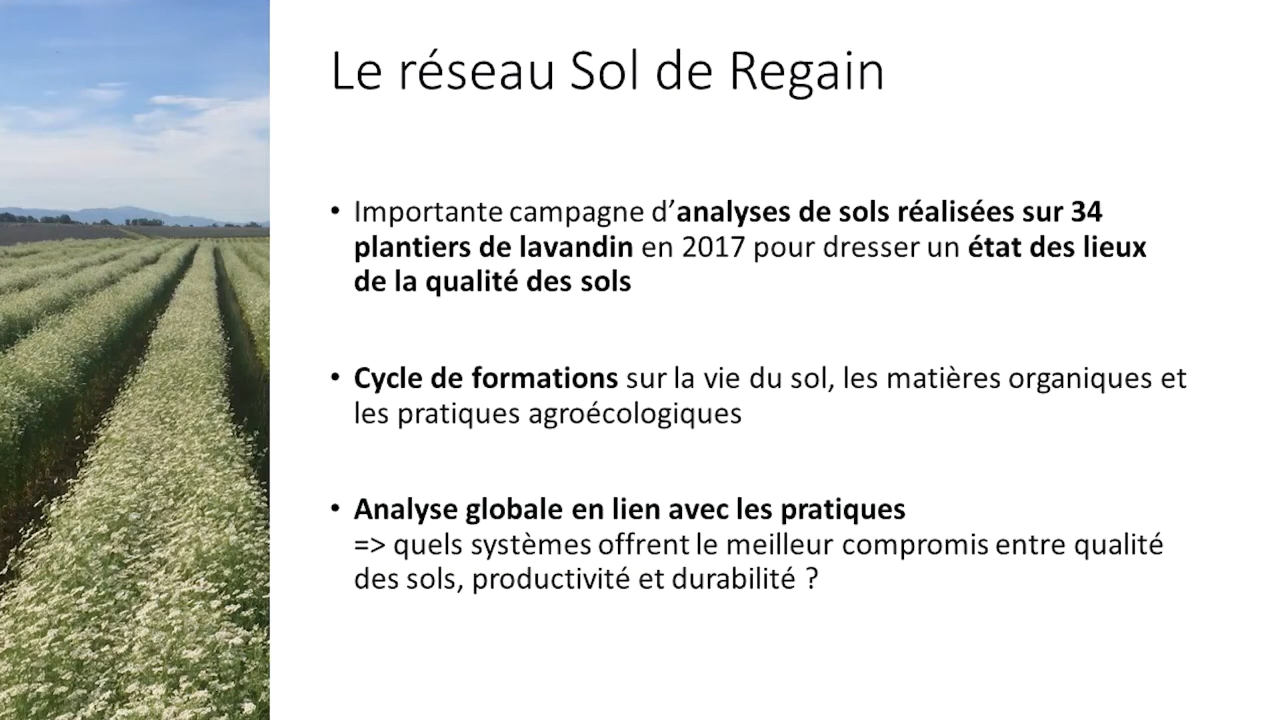 Le réseau Sol de Regain
• Importante campagne d’analyses de sols réalisées sur 34
plantiers de lavandin en 2017 pour dresser un état des lieux
de la qualité des sols
• Cycle de formations sur la vie du sol, les matières organiques et
les pratiques agroécologiques
• Analyse globale en lien avec les pratiques
=> quels systèmes offrent le meilleur compromis entre qualité
des sols, productivité et durabilité ?